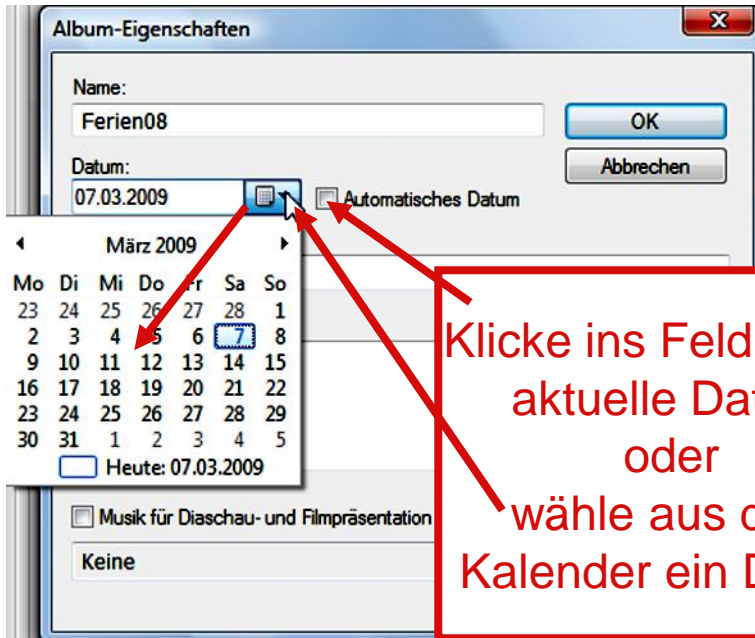 Album-Eigenschaften
Name:
Ferien08
OK
Datum:
Abbrechen
07.03.2009
Automatisches Datum
März 2009
Mo Di Mi Do Fr Sa So
23 24 25 26 27 28 1
2 3 4 5 6 7 8
9 10 11 12 13 14 15
16 17 18 19 20 21 22
23 24 25 26 27 28 29
30 31 1 2 3 4 5
Heute: 07.03.2009
Klicke ins Feld
aktuelle
oder
wähle aus
Kalender ein
Musik für Diaschau- und Filmpräsentation
Keine